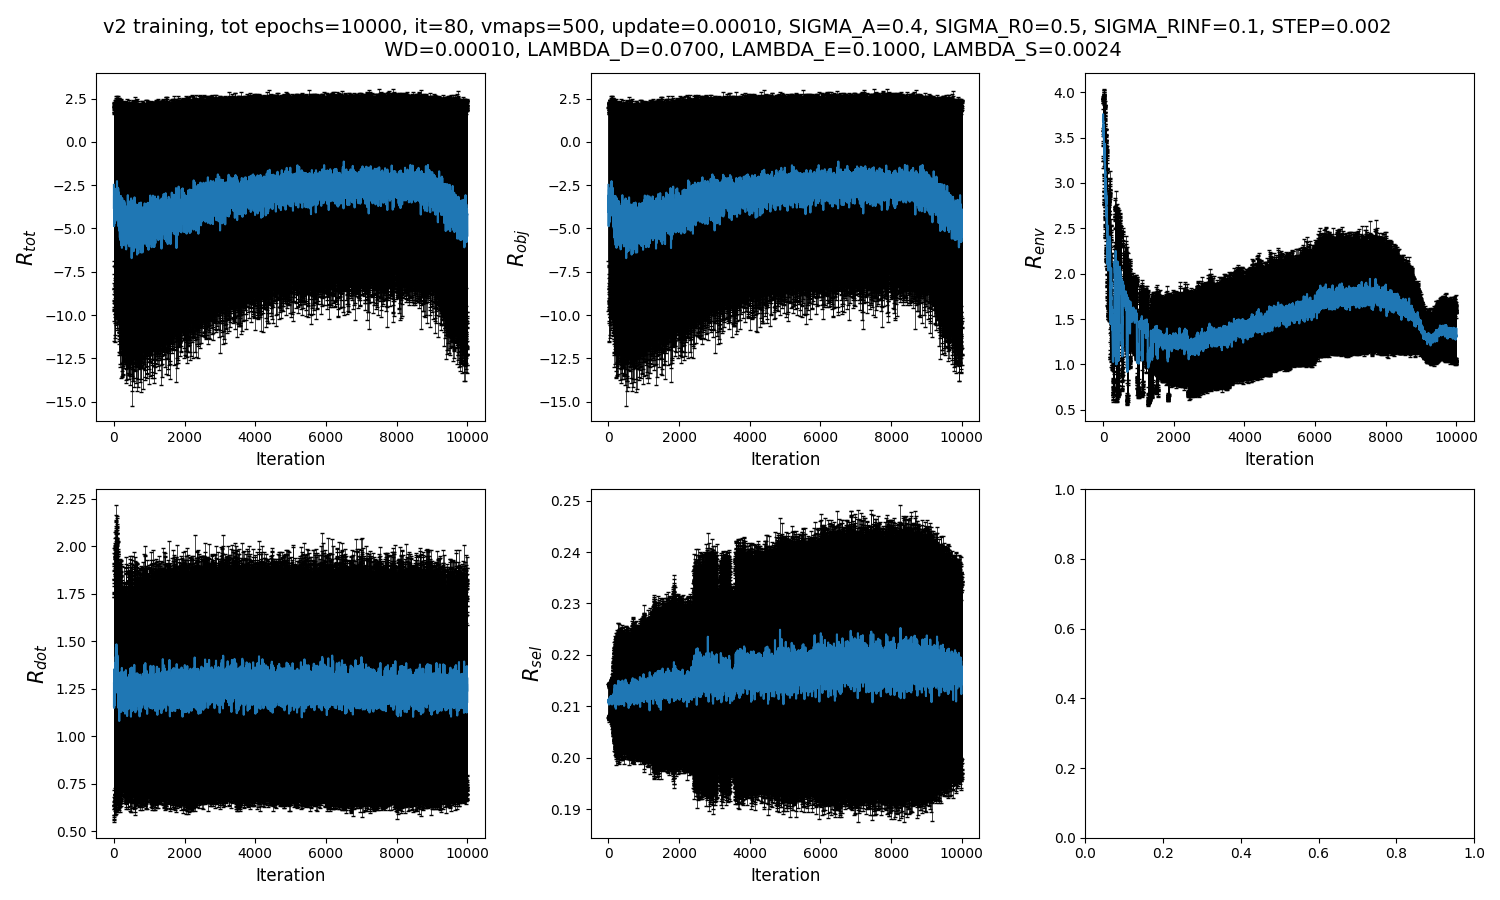 v2 training, tot epochs=10000, it=80, vmaps=500, update=0.00010, SIGMA_A=0.4, SIGMA_R0=0.5, SIGMA_RINF=0.1, STEP=0.002
WD=0.00010, LAMBDA_D=0.0700, LAMBDA_E=0.1000, LAMBDA_S=0.0024
R_tot
2.5
0.0
−2.5
−5.0
−7.5
−10.0
−12.5
−15.0
0 2000 4000 6000 8000 10000
Iteration
R_obj
2.5
0.0
−2.5
−5.0
−7.5
−10.0
−12.5
−15.0
0 2000 4000 6000 8000 10000
Iteration
R_env
4.0
3.5
3.0
2.5
2.0
1.5
1.0
0.5
0 2000 4000 6000 8000 10000
Iteration
R_dot
2.25
2.00
1.75
1.50
1.25
1.00
0.75
0.50
0 2000 4000 6000 8000 10000
Iteration
R_sel
0.25
0.24
0.23
0.22
0.21
0.20
0.19
0 2000 4000 6000 8000 10000
Iteration
1.0
0.8
0.6
0.4
0.2
0.0
0.0 0.2 0.4 0.6 0.8 1.0